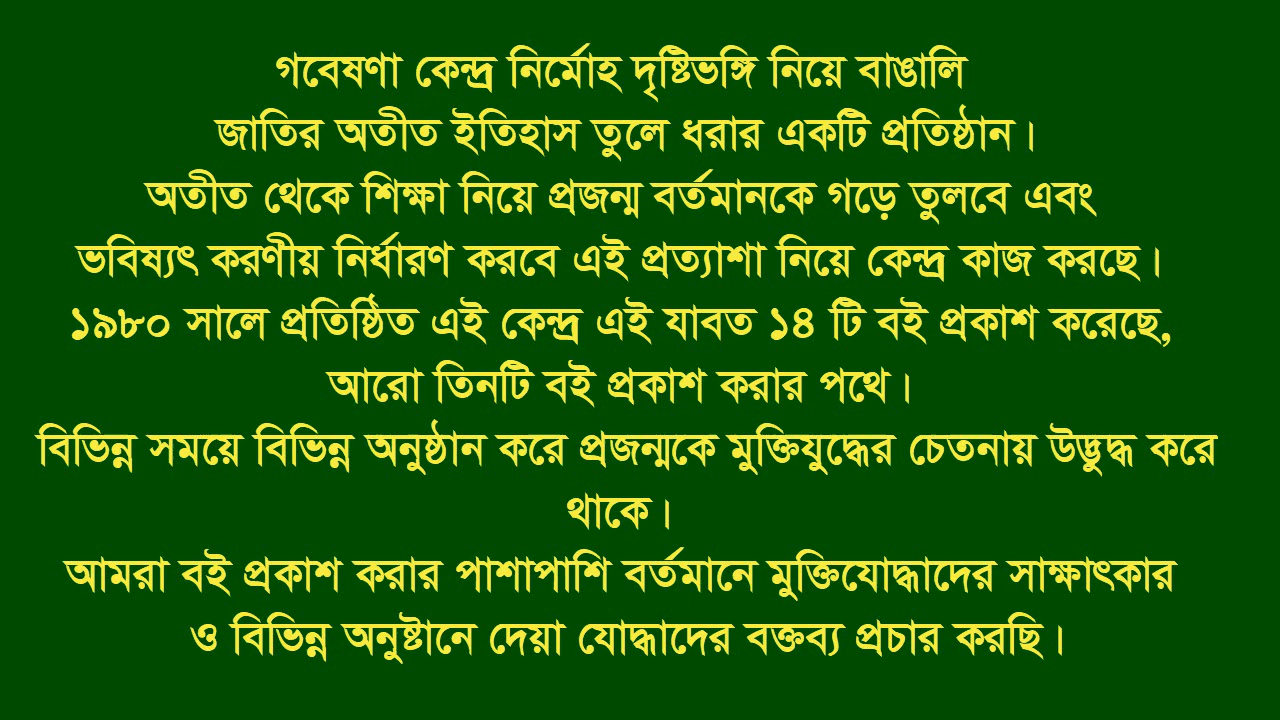 গবেষণা কেন্দ্র নির্মোহ দৃষ্টিভঙ্গি নিয়ে বাঙালি
জাতির অতীত ইতিহাস তুলে ধরার একটি প্রতিষ্ঠান।
অতীত থেকে শিক্ষা নিয়ে প্রজন্ম বর্তমানকে গড়ে তুলবে এবং
ভবিষ্যৎ করণীয় নির্ধারণ করবে এই প্রত্যাশা নিয়ে কেন্দ্র কাজ করছে।
১৯৮০ সালে প্রতিষ্ঠিত এই কেন্দ্র এই যাবত ১৪ টি বই প্রকাশ করেছে,
আরো তিনটি বই প্রকাশ করার পথে।
বিভিন্ন সময়ে বিভিন্ন অনুষ্ঠান করে প্রজন্মকে মুক্তিযুদ্ধের চেতনায় উদ্ভুদ্ধ করে
থাকে।
আমরা বই প্রকাশ করার পাশাপাশি বর্তমানে মুক্তিযোদ্ধাদের সাক্ষাৎকার
ও বিভিন্ন অনুষ্টানে দেয়া যোদ্ধাদের বক্তব্য প্রচার করছি।